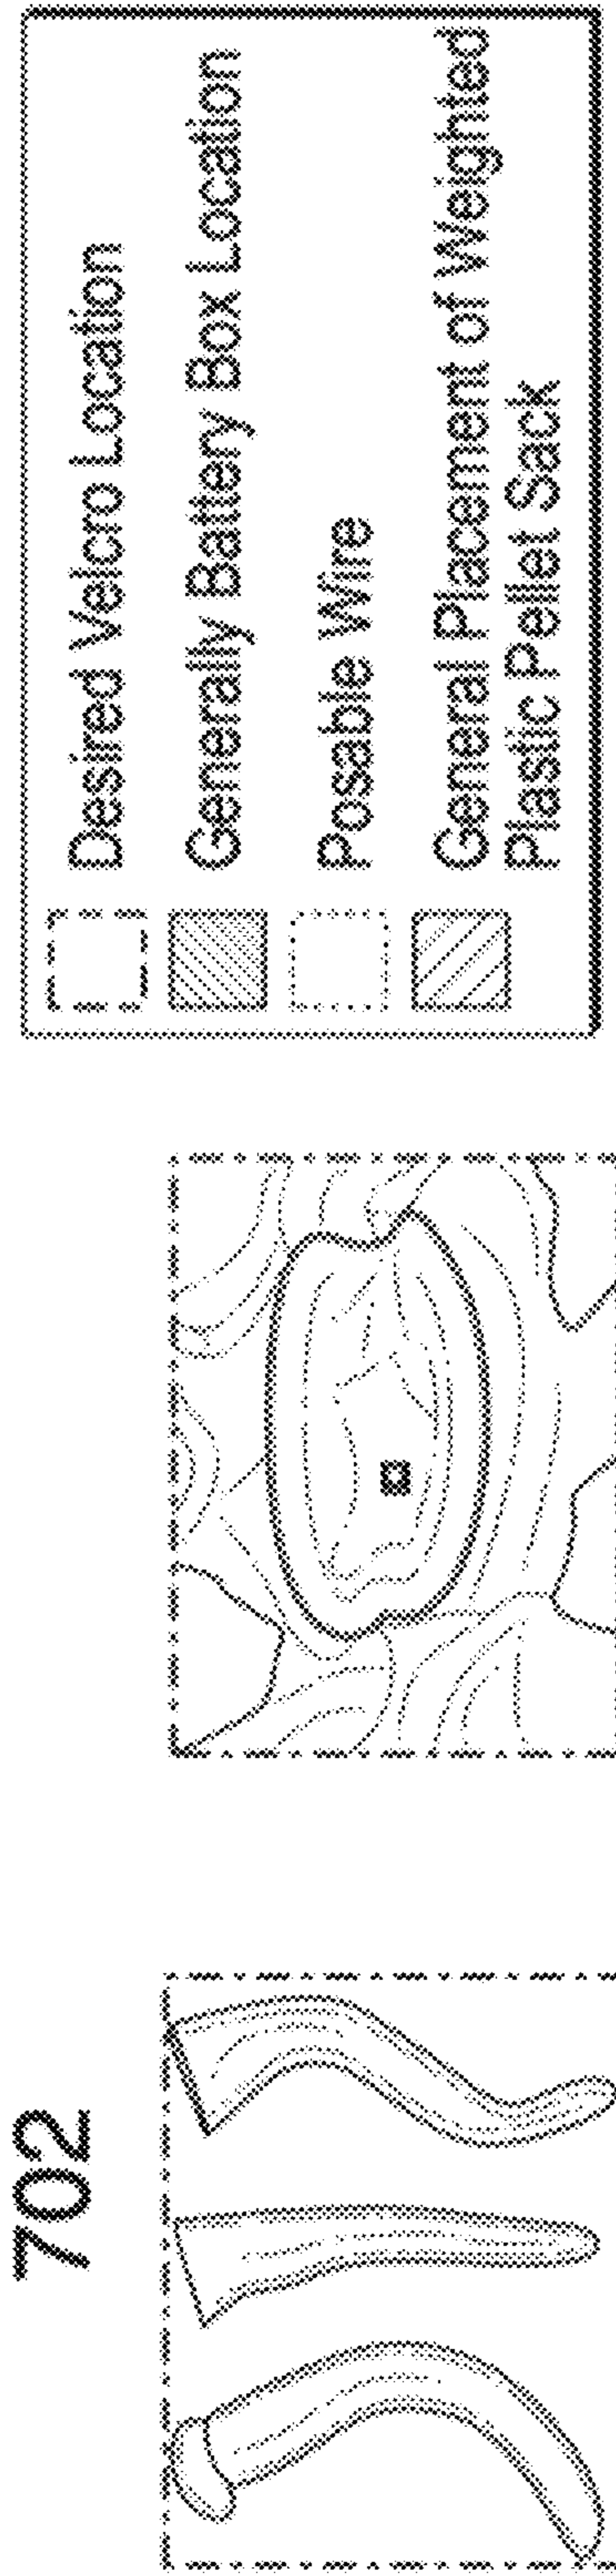 702
Desired Velcro Location
Generally Battery Box Location
Posable Wire
General Placement of Weighted
Plastic Pellet Sack